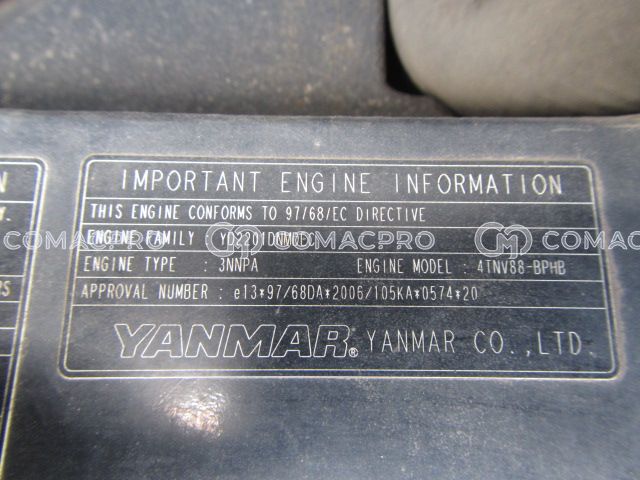 IMPORTANT ENGINE INFORMATION
THIS ENGINE CONFORMS TO 97/68/EC DIRECTIVE
ENGINE FAMILY :
ENGINE TYPE : 3NNPA ENGINE MODEL : 4TNV88-BPHB
APPROVAL NUMBER : e13*97/68DA*2006/105KA*0574*20
YANMAR® YANMAR CO.,LTD.
COMACPRO COMACPRO COMACPRO